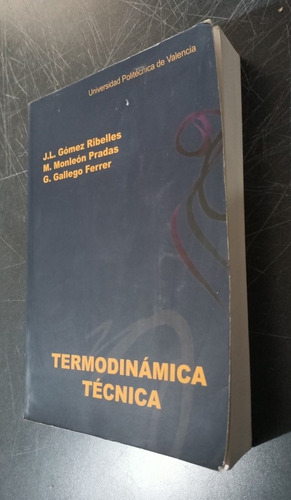 Universidad Politécnica de Valencia
J.L. Gómez Ribelles
M. Monleón Pradas
G. Gallego Ferrer
TERMODINÁMICA
TÉCNICA